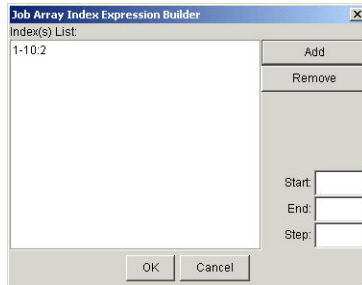 Job Array Index Expression Builder
Index(s) List:
1-10:2
Add
Remove
Start:
End:
Step:
OK
Cancel